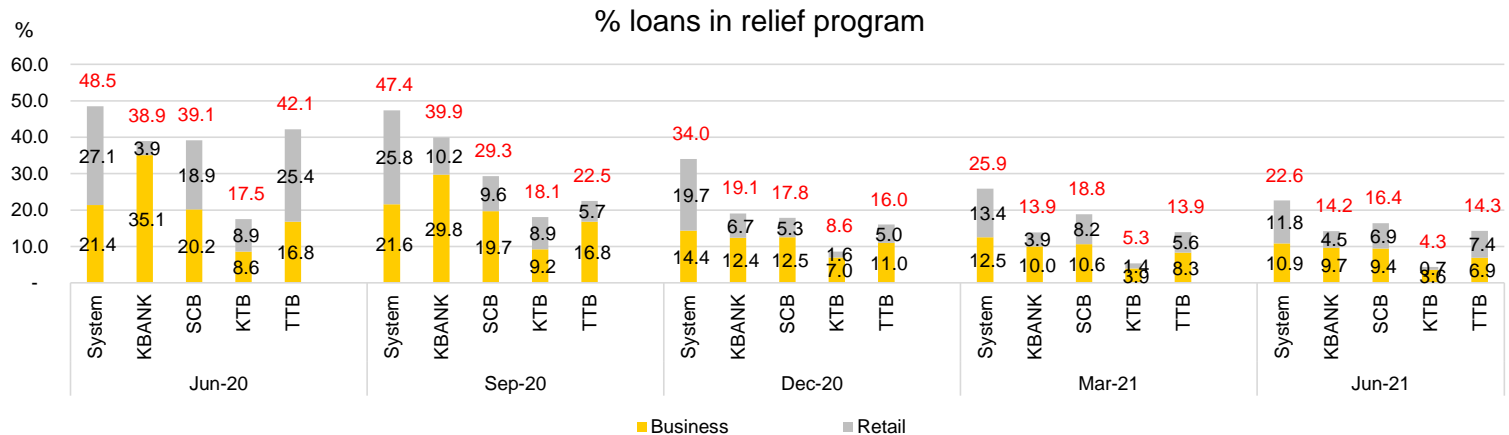 % loans in relief program
%
60.0
50.0
40.0
30.0
20.0
10.0
-
48.5 38.9 39.1 17.5 42.1 47.4 39.9 29.3 18.1 22.5 34.0 19.1 17.8 8.6 16.0 25.9 13.9 18.8 5.3 13.9 22.6 14.2 16.4 4.3 14.3
27.1 3.9 18.9 8.9 25.4 25.8 10.2 9.6 8.9 5.7 19.7 6.7 5.3 1.6 5.0 13.4 3.9 8.2 1.4 5.6 11.8 4.5 6.9 0.7 7.4
21.4 35.1 20.2 8.6 16.8 21.6 29.8 19.7 9.2 16.8 14.4 12.4 12.5 7.0 11.0 12.5 10.0 10.6 3.9 8.3 10.9 9.7 9.4 3.6 6.9
System KBANK SCB KTB TTB System KBANK SCB KTB TTB System KBANK SCB KTB TTB System KBANK SCB KTB TTB System KBANK SCB KTB TTB
Jun-20 Sep-20 Dec-20 Mar-21 Jun-21
Business Retail